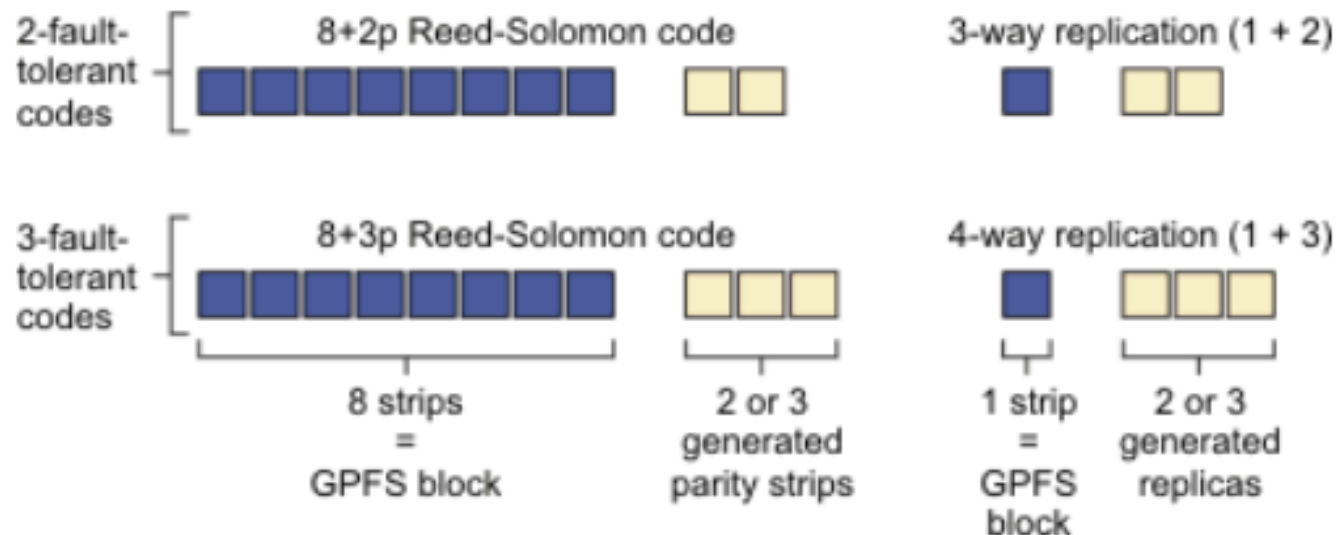 2-fault-
tolerant
codes
8+2p Reed-Solomon code
3-way replication (1 + 2)
3-fault-
tolerant
codes
8+3p Reed-Solomon code
4-way replication (1 + 3)
8 strips
=
GPFS block
2 or 3
generated
parity strips
1 strip
=
GPFS
block
2 or 3
generated
replicas